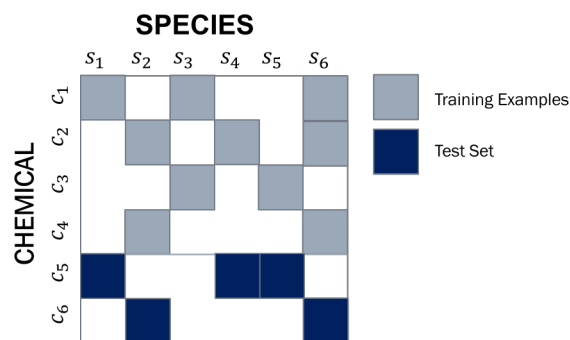 SPECIES
s₁ s₂ s₃ s₄ s₅ s₆
CHEMICAL
c₁
c₂
c₃
c₄
c₅
c₆
Training Examples
Test Set